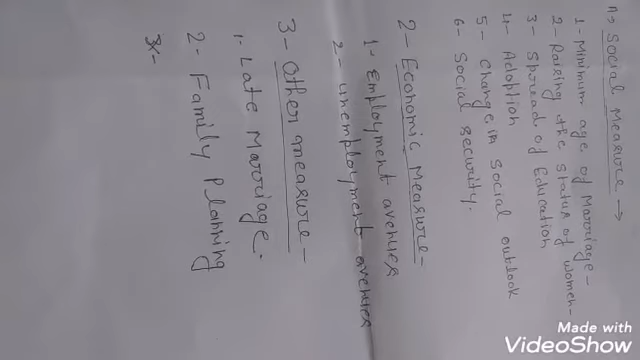 A, Social Measure →
1- Minimum age of Marriage-
2- Raising the status of women-
3- Spread of Education
4- Adoption
5- Change in Social outlook
6- Social Security.
2- Economic Measure-
1- Employment avenues
2- Unemployment avenues
3- Other measure-
1. Late Marriage.
2- Family Planning
3-
Made with
VideoShow